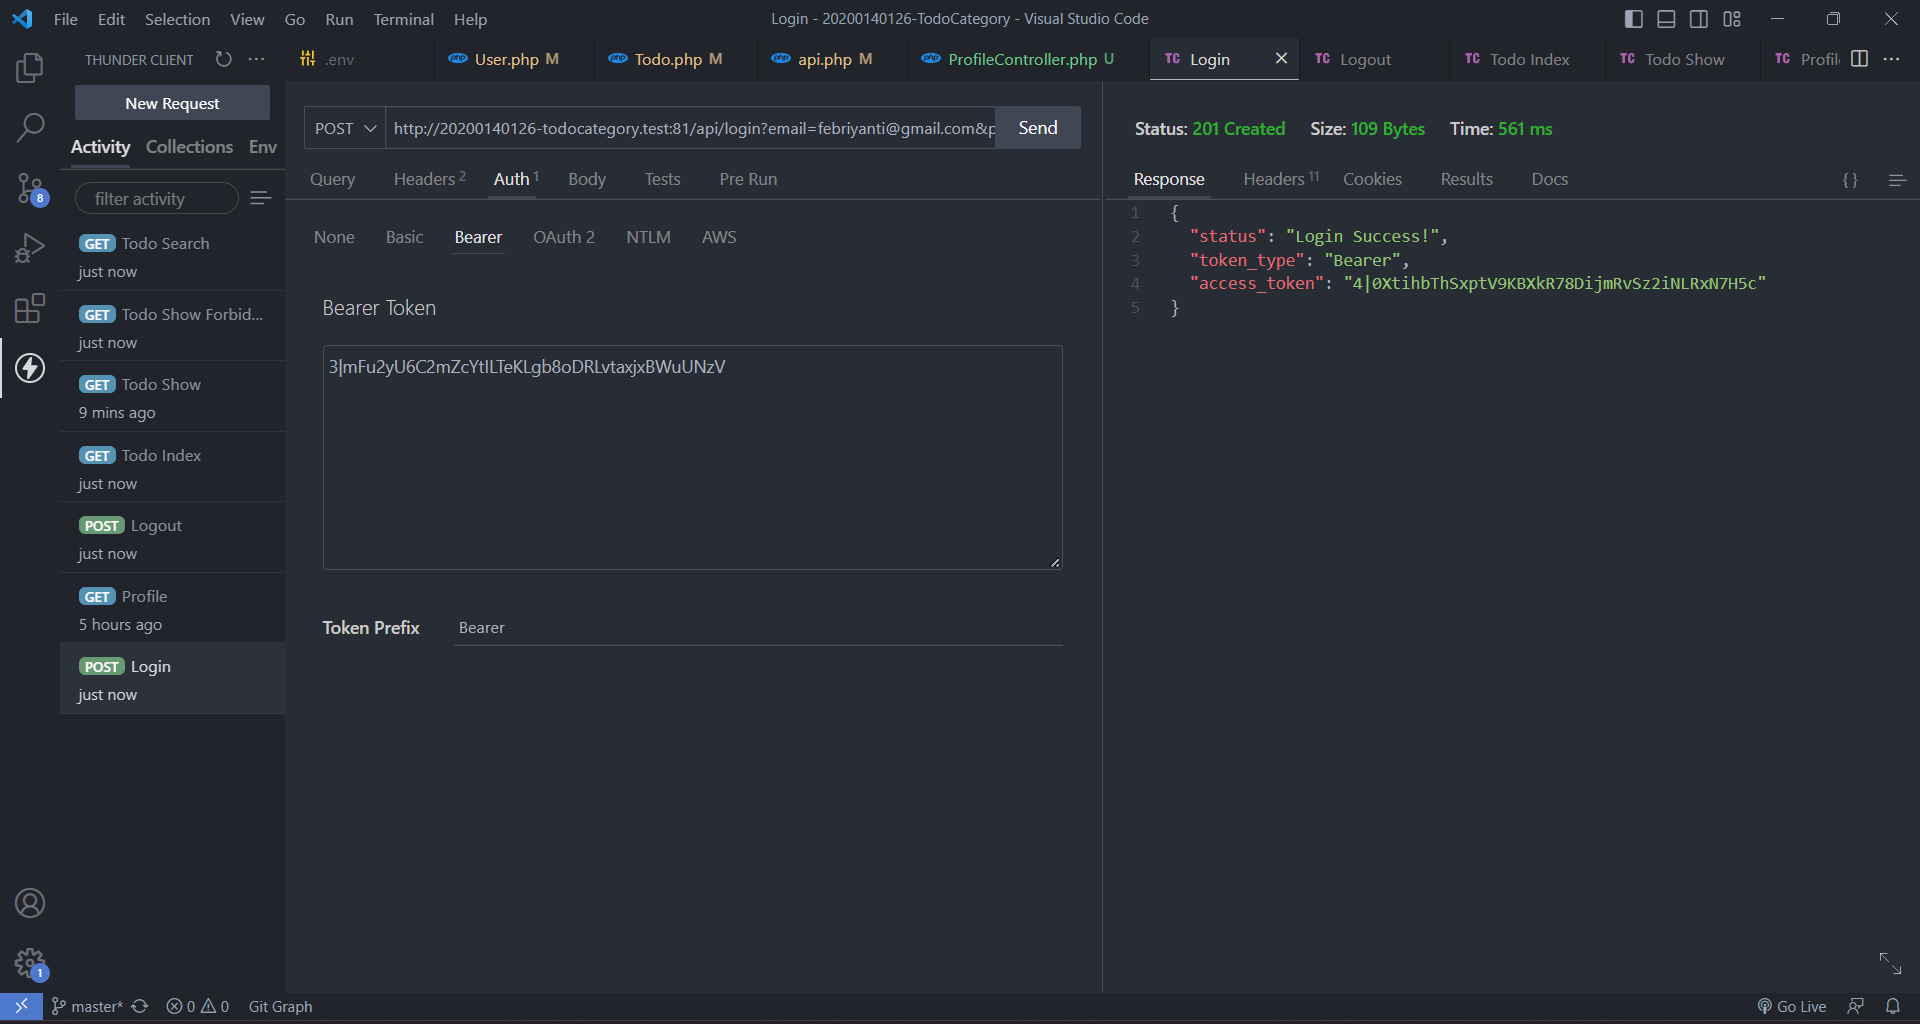 File Edit Selection View Go Run Terminal Help
Login - 20200140126-TodoCategory - Visual Studio Code
THUNDER CLIENT
.env
User.php M
Todo.php M
api.php M
ProfileController.php U
TC Login
TC Logout
TC Todo Index
TC Todo Show
TC Profil
New Request
Activity Collections Env
filter activity
GET Todo Search
just now
GET Todo Show Forbid...
just now
GET Todo Show
9 mins ago
GET Todo Index
just now
POST Logout
just now
GET Profile
5 hours ago
POST Login
just now
8
1
POST
http://20200140126-todocategory.test:81/api/login?email=febriyanti@gmail.com&p
Send
Query Headers 2 Auth 1 Body Tests Pre Run
None Basic Bearer OAuth 2 NTLM AWS
Bearer Token
3|mFu2yU6C2mZcYtILTeKLgb8oDRLvtaxjxBWuUNzV
Token Prefix Bearer
Status: 201 Created Size: 109 Bytes Time: 561 ms
Response Headers 11 Cookies Results Docs {}
1 {
2 "status": "Login Success!",
3 "token_type": "Bearer",
4 "access_token": "4|0XtihbThSxptV9KBXkR78DijmRvSz2iNLRxN7H5c"
5 }
master* 0 0 Git Graph
Go Live